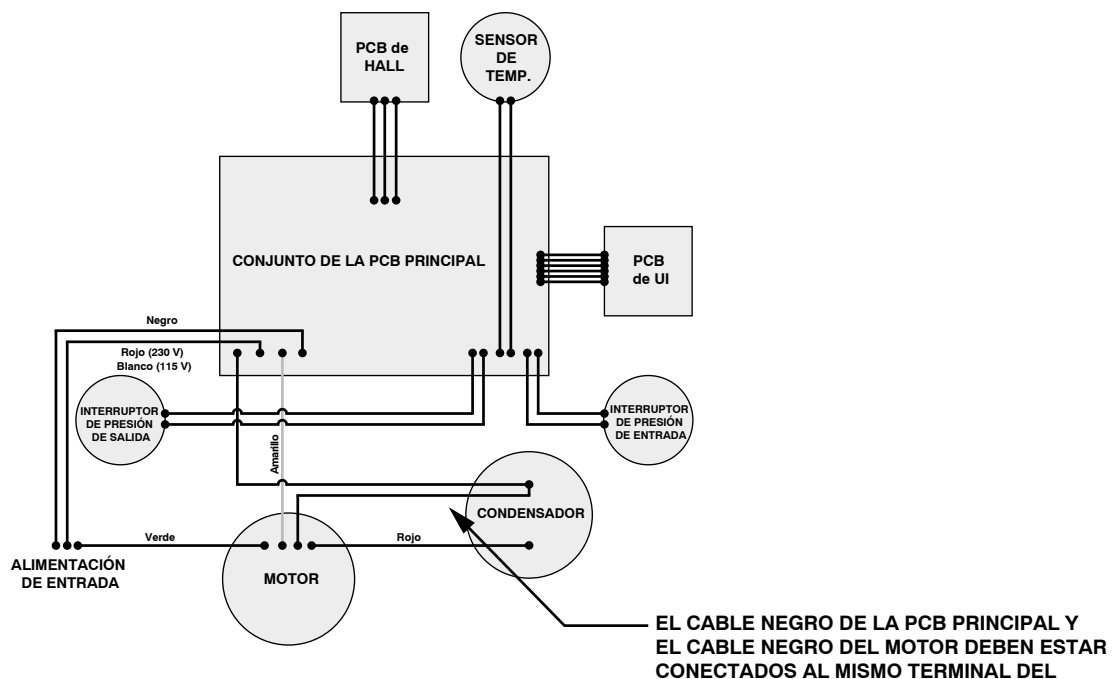 PCB de
HALL
SENSOR
DE
TEMP.
CONJUNTO DE LA PCB PRINCIPAL
PCB
de UI
Negro
Rojo (230 V)
Blanco (115 V)
INTERRUPTOR
DE PRESIÓN
DE SALIDA
INTERRUPTOR
DE PRESIÓN
DE ENTRADA
Amarillo
CONDENSADOR
Verde
Rojo
ALIMENTACIÓN
DE ENTRADA
MOTOR
EL CABLE NEGRO DE LA PCB PRINCIPAL Y
EL CABLE NEGRO DEL MOTOR DEBEN ESTAR
CONECTADOS AL MISMO TERMINAL DEL